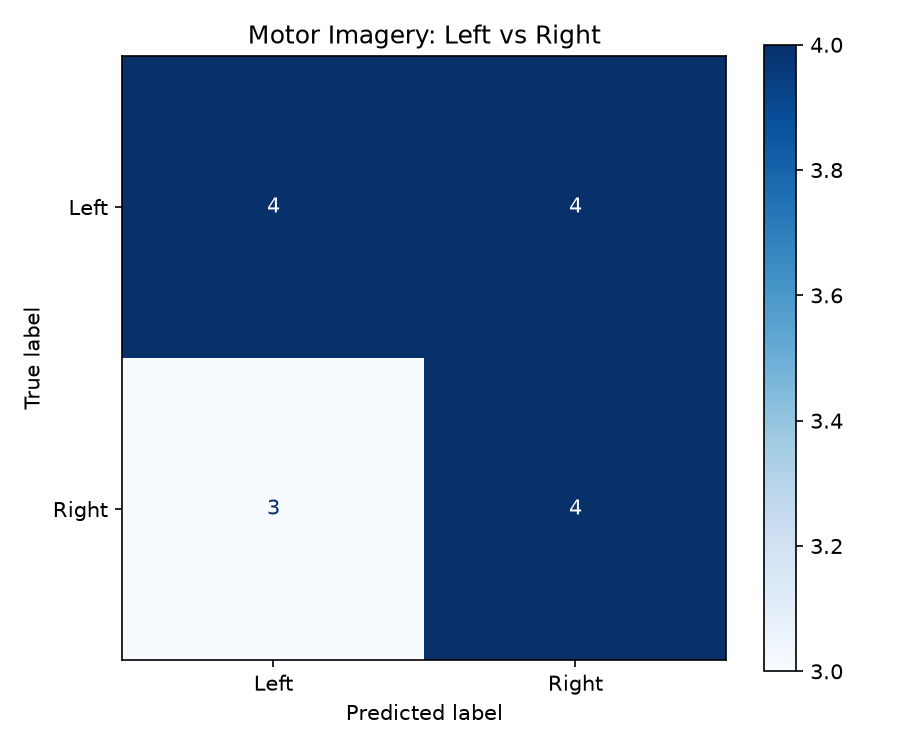 Motor Imagery: Left vs Right
4.0
3.8
3.6
3.4
3.2
3.0
True label
Left
4 4
Right
3 4
Left Right
Predicted label